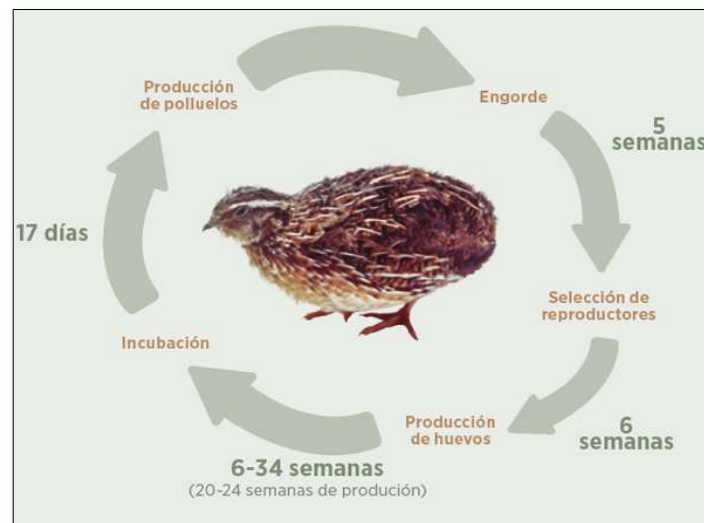 Producción
de polluelos
Engorde
5
semanas
Selección de
reproductores
6
semanas
Producción
de huevos
6-34 semanas
(20-24 semanas de produción)
Incubación
17 días